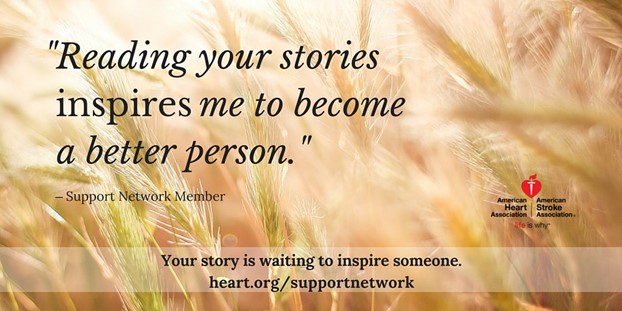 "Reading your stories
inspires me to become
a better person."
– Support Network Member
American Heart Association
American Stroke Association®
life is why™
Your story is waiting to inspire someone.
heart.org/supportnetwork